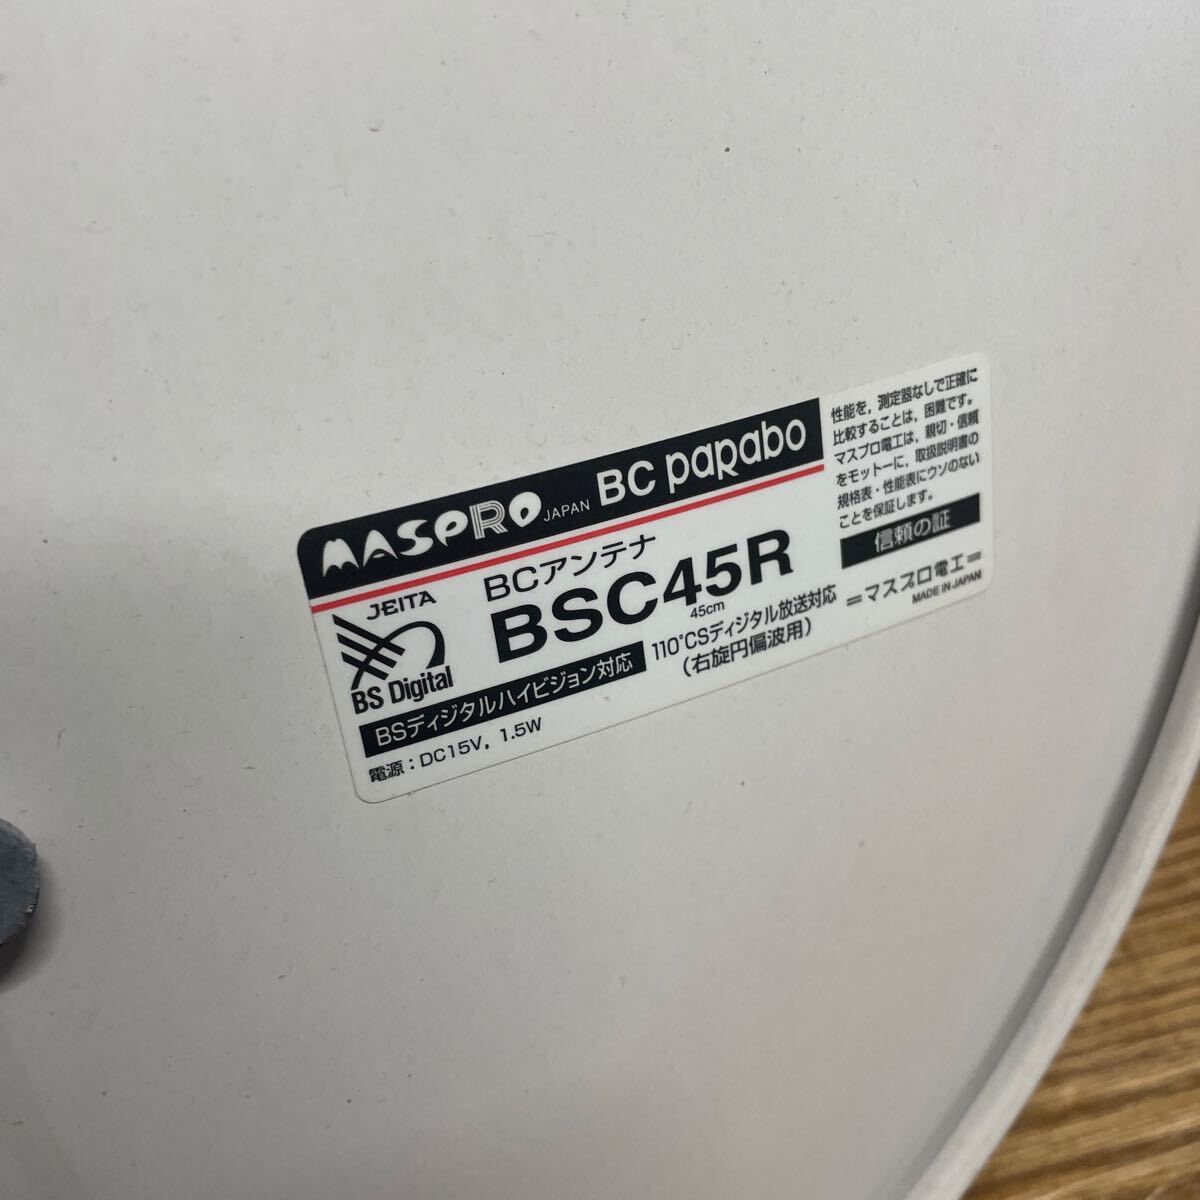 MASPRO JAPAN BC paRabo
JEITA
BS Digital
BCアンテナ
BSC45R
45cm
BSディジタルハイビジョン対応
110°CSディジタル放送対応
(右旋円偏波用)
電源:DC15V, 1.5W
性能を,測定器なしで正確に
比較することは,困難です。
マスプロ電工は,親切・信頼
をモットーに,取扱説明書の
規格表・性能表にウソのない
ことを保証します。
信頼の証
=マスプロ電工=
MADE IN JAPAN